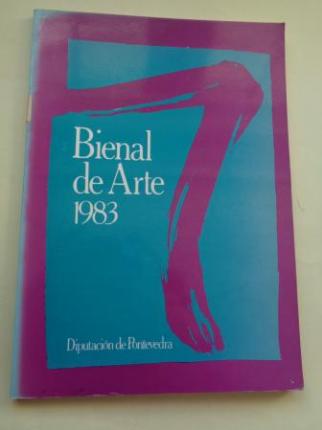 Bienal
de Arte
1983
Diputación de Pontevedra